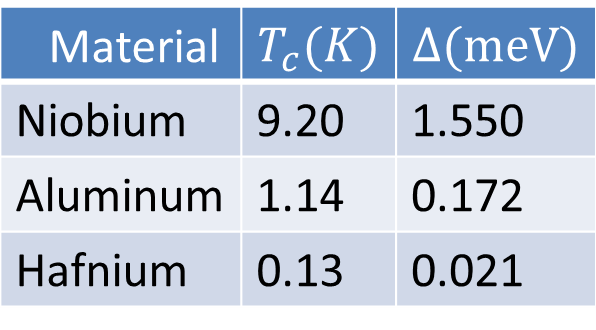 Material T_c(K) Δ(meV)
Niobium 9.20 1.550
Aluminum 1.14 0.172
Hafnium 0.13 0.021